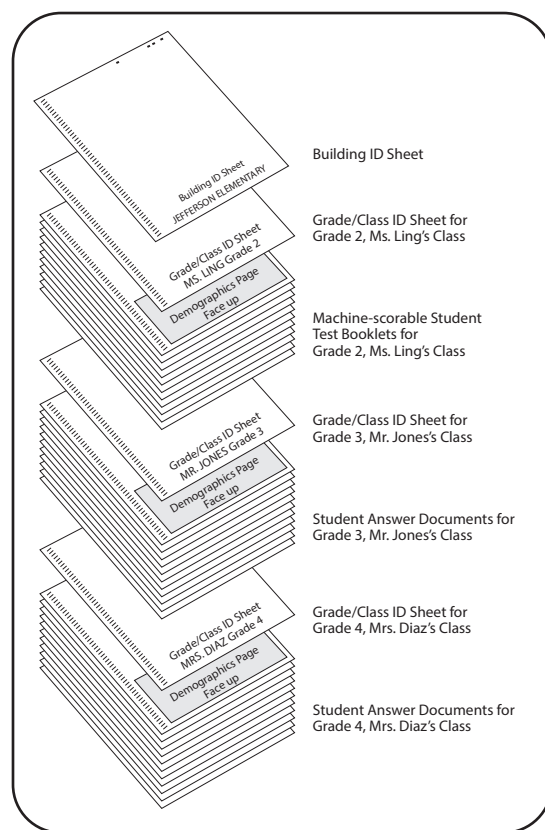 Building ID Sheet
JEFFERSON ELEMENTARY
Building ID Sheet
Grade/Class ID Sheet
MS. LING Grade 2
Grade/Class ID Sheet for
Grade 2, Ms. Ling's Class
Demographics Page
Face up
Machine-scorable Student
Test Booklets for
Grade 2, Ms. Ling's Class
Grade/Class ID Sheet
MR. JONES Grade 3
Grade/Class ID Sheet for
Grade 3, Mr. Jones's Class
Demographics Page
Face up
Student Answer Documents for
Grade 3, Mr. Jones's Class
Grade/Class ID Sheet
MRS. DIAZ Grade 4
Grade/Class ID Sheet for
Grade 4, Mrs. Diaz's Class
Demographics Page
Face up
Student Answer Documents for
Grade 4, Mrs. Diaz's Class